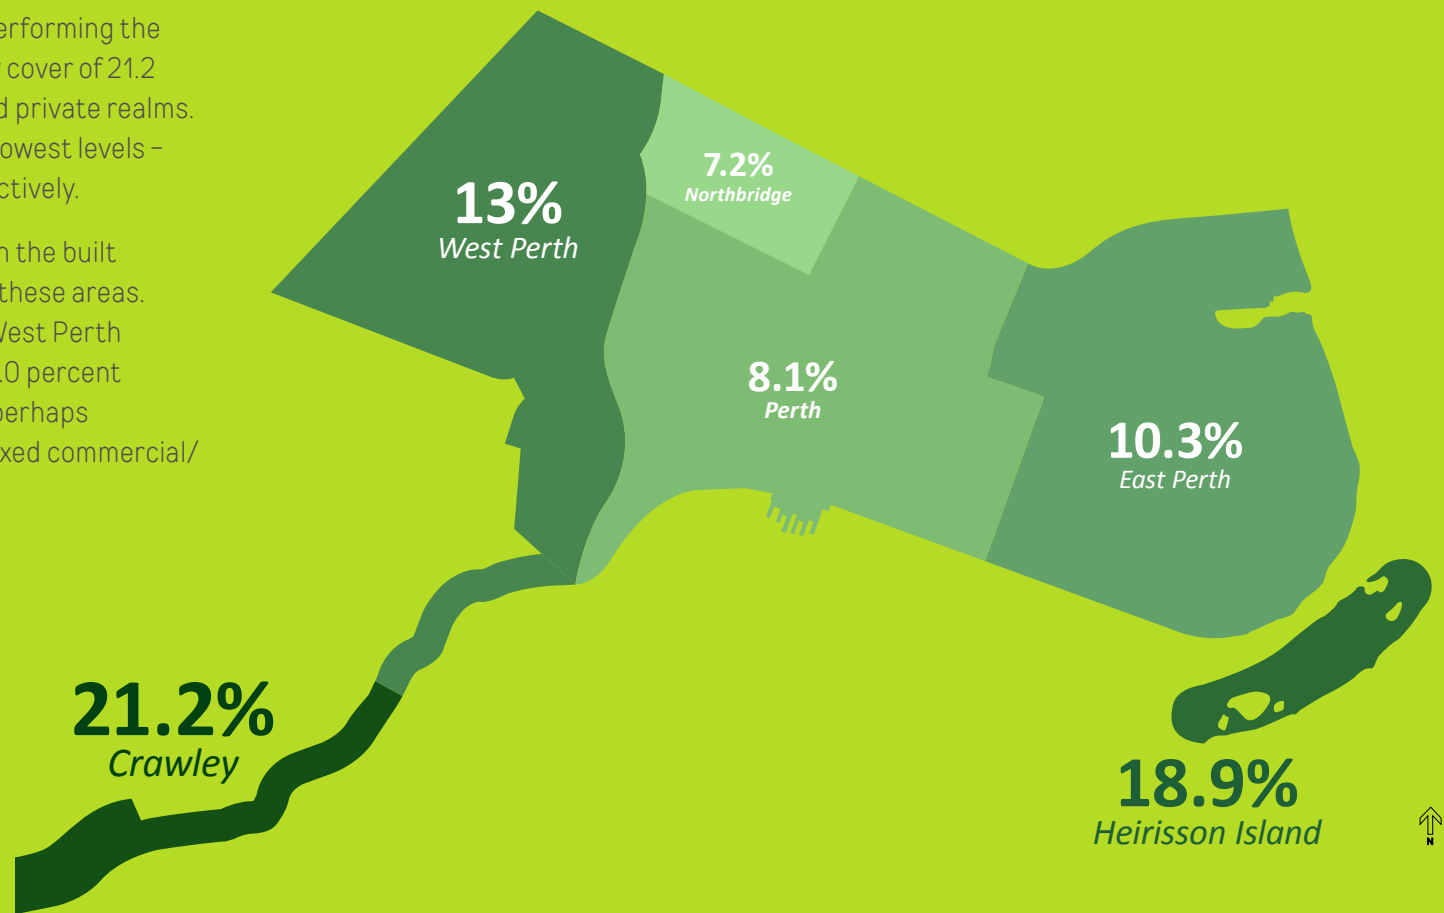 erforming the
cover of 21.2
d private realms.
owest levels –
ctively.
n the built
these areas.
West Perth
.0 percent
perhaps
xed commercial/
13%
West Perth
7.2%
Northbridge
8.1%
Perth
10.3%
East Perth
21.2%
Crawley
18.9%
Heirisson Island
N